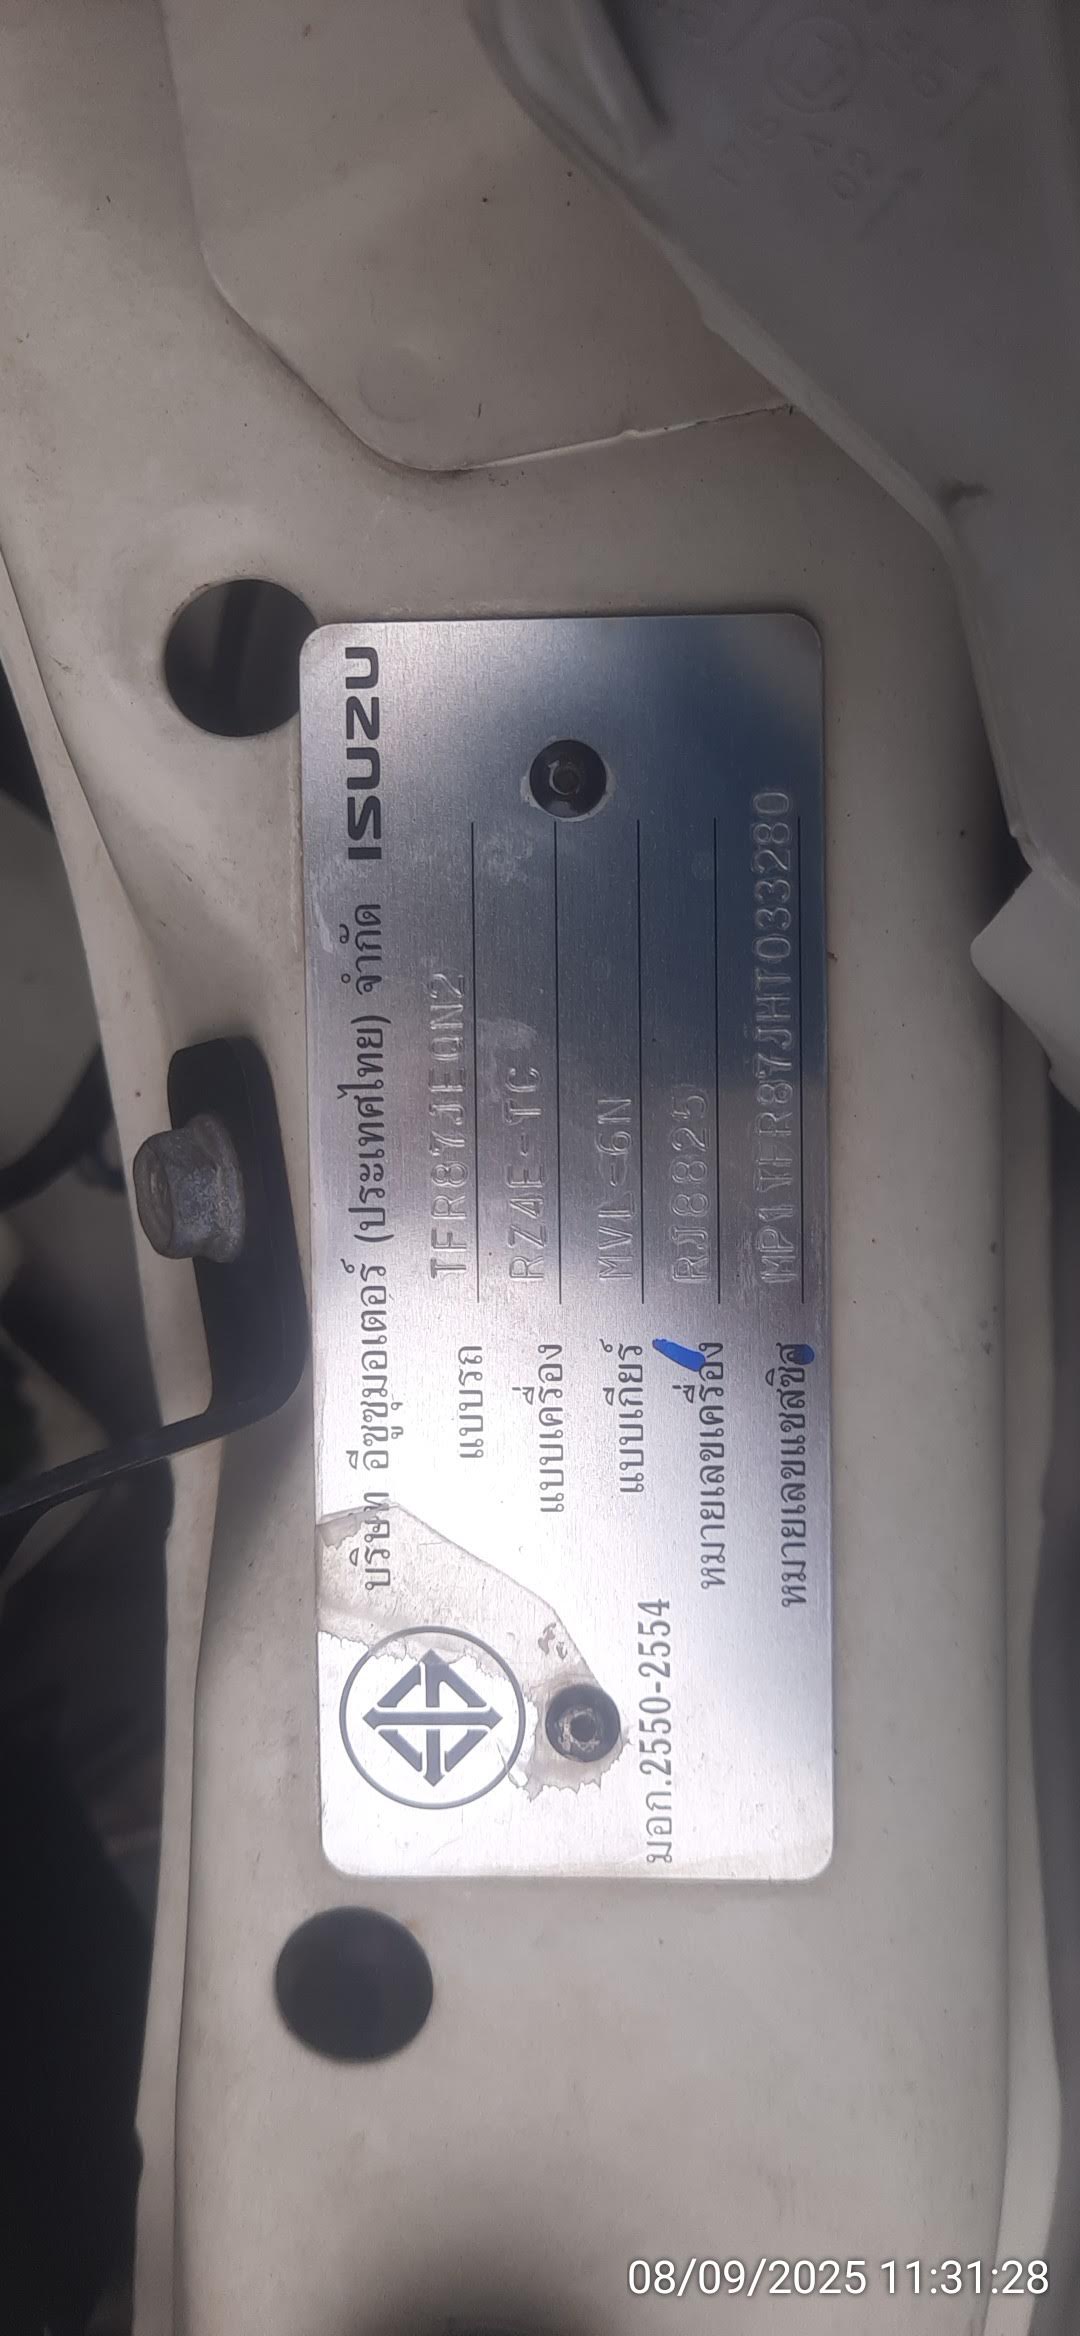 บริษัท อีซูซุมอเตอร์ (ประเทศไทย) จำกัด ISUZU
แบบรถ TFR87JEQN2
แบบเครื่อง RZ4E-TC
แบบเกียร์ MVL-6N
หมายเลขเครื่อง RJ8825
หมายเลขแชสซิส MP1TFR87JHT033280
มอก.2550-2554
08/09/2025 11:31:28